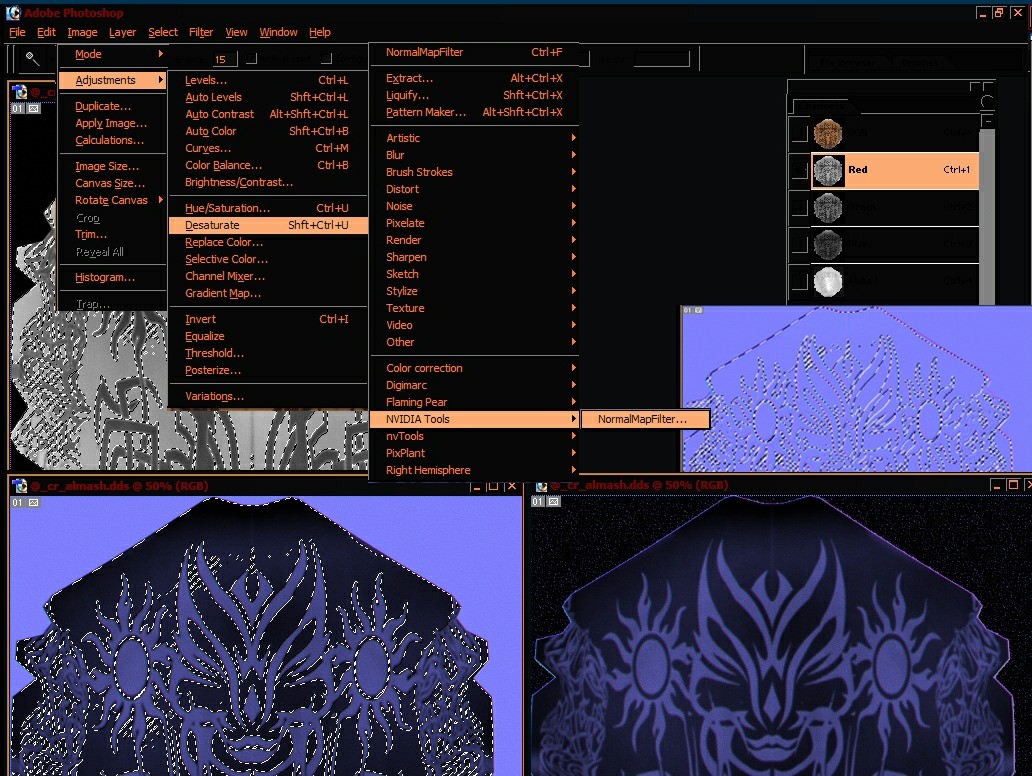 Adobe Photoshop
File Edit Image Layer Select Filter View Window Help
15
Mode
Adjustments
Duplicate...
Apply Image...
Calculations...
Image Size...
Canvas Size...
Rotate Canvas
Crop
Trim...
Reveal All
Histogram...
Trap...
Levels... Ctrl+L
Auto Levels Shft+Ctrl+L
Auto Contrast Alt+Shft+Ctrl+L
Auto Color Shft+Ctrl+B
Curves... Ctrl+M
Color Balance... Ctrl+B
Brightness/Contrast...
Hue/Saturation... Ctrl+U
Desaturate Shft+Ctrl+U
Replace Color...
Selective Color...
Channel Mixer...
Gradient Map...
Invert Ctrl+I
Equalize
Threshold...
Posterize...
Variations...
NormalMapFilter Ctrl+F
Extract... Alt+Ctrl+X
Liquify... Shft+Ctrl+X
Pattern Maker... Alt+Shft+Ctrl+X
Artistic
Blur
Brush Strokes
Distort
Noise
Pixelate
Render
Sharpen
Sketch
Stylize
Texture
Video
Other
Color correction
Digimarc
Flaming Pear
NVIDIA Tools
nvTools
PixPlant
Right Hemisphere
NormalMapFilter...
Red Ctrl+1
01
01
@_cr_almash.dds @ 50% (RGB)
01
@_cr_almash.dds @ 50% (RGB)
01